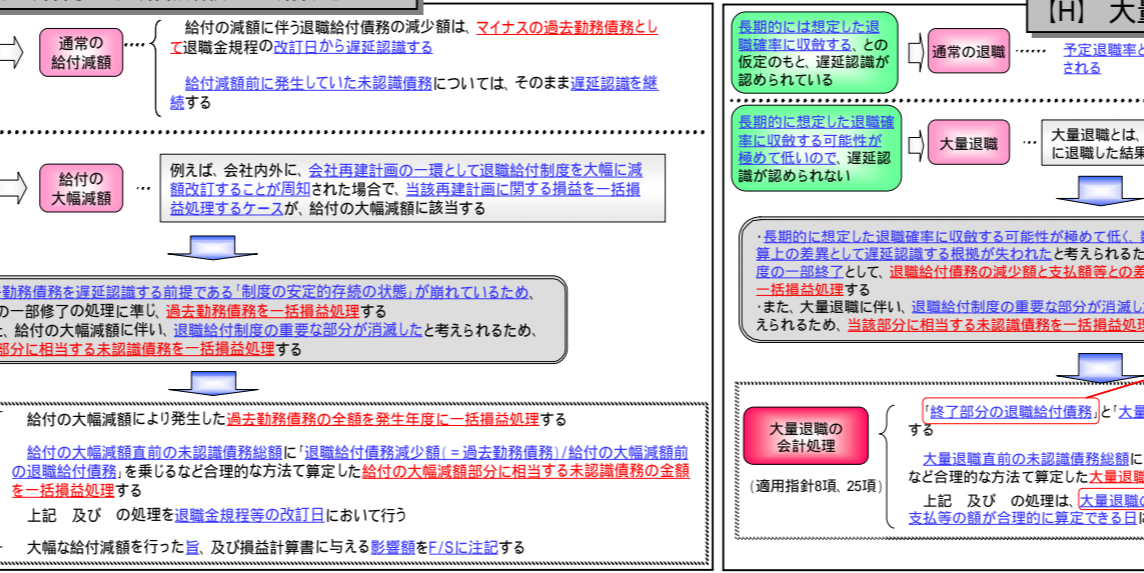 通常の
給付減額
給付の減額に伴う退職給付債務の減少額は、マイナスの過去勤務債務とし
て退職金規程の改訂日から遅延認識する
給付減額前に発生していた未認識債務については、そのまま遅延認識を継
続する
給付の
大幅減額
例えば、会社内外に、会社再建計画の一環として退職給付制度を大幅に減
額改訂することが周知された場合で、当該再建計画に関する損益を一括損
益処理するケースが、給付の大幅減額に該当する
勤務債務を遅延認識する前提である「制度の安定的存続の状態」が崩れているため、
の一部修了の処理に準じ、過去勤務債務を一括損益処理する
、給付の大幅減額に伴い、退職給付制度の重要な部分が消滅したと考えられるため、
部分に相当する未認識債務を一括損益処理する
給付の大幅減額により発生した過去勤務債務の全額を発生年度に一括損益処理する
給付の大幅減額直前の未認識債務総額に「退職給付債務減少額(=過去勤務債務)/給付の大幅減額前
の退職給付債務」を乗じるなど合理的な方法で算定した給付の大幅減額部分に相当する未認識債務の金額
を一括損益処理する
上記 及び の処理を退職金規程等の改訂日において行う
大幅な給付減額を行った旨、及び損益計算書に与える影響額をF/Sに注記する
【H】 大
長期的には想定した退
職確率に収斂する、との
仮定のもと、遅延認識が
認められている
通常の退職
予定退職率と
される
長期的に想定した退職確
率に収斂する可能性が
極めて低いので、遅延認
識が認められない
大量退職
大量退職とは、
に退職した結果
・長期的に想定した退職確率に収斂する可能性が極めて低く、
算上の差異として遅延認識する根拠が失われたと考えられるた
度の一部終了として、退職給付債務の減少額と支払額等との差
一括損益処理する
・また、大量退職に伴い、退職給付制度の重要な部分が消滅し
えられるため、当該部分に相当する未認識債務を一括損益処
大量退職の
会計処理
(適用指針8項、25項)
「終了部分の退職給付債務」と「大量
する
大量退職直前の未認識債務総額に
など合理的な方法で算定した大量退職
上記 及び の処理は、大量退職の
支払等の額が合理的に算定できる日に